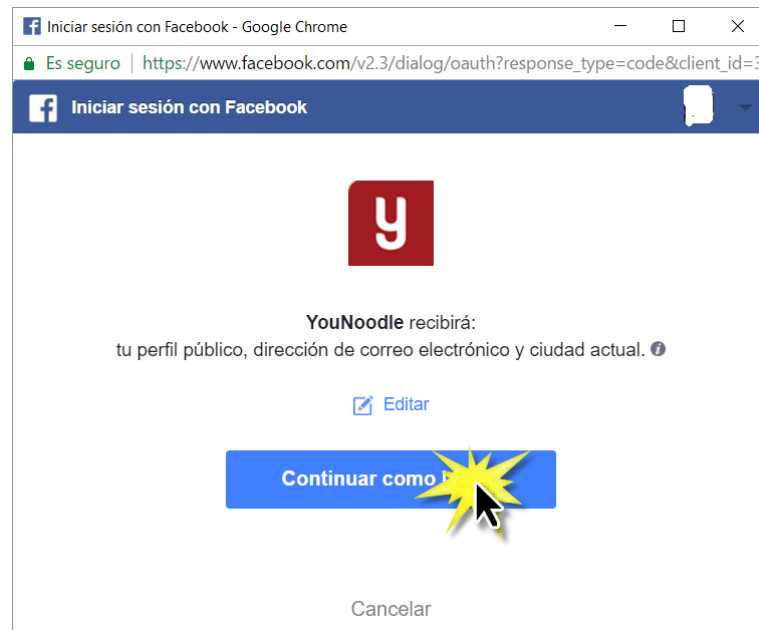 Iniciar sesión con Facebook - Google Chrome
Es seguro | https://www.facebook.com/v2.3/dialog/oauth?response_type=code&client_id=3
Iniciar sesión con Facebook
y
YouNoodle recibirá:
tu perfil público, dirección de correo electrónico y ciudad actual.
Editar
Continuar como
Cancelar